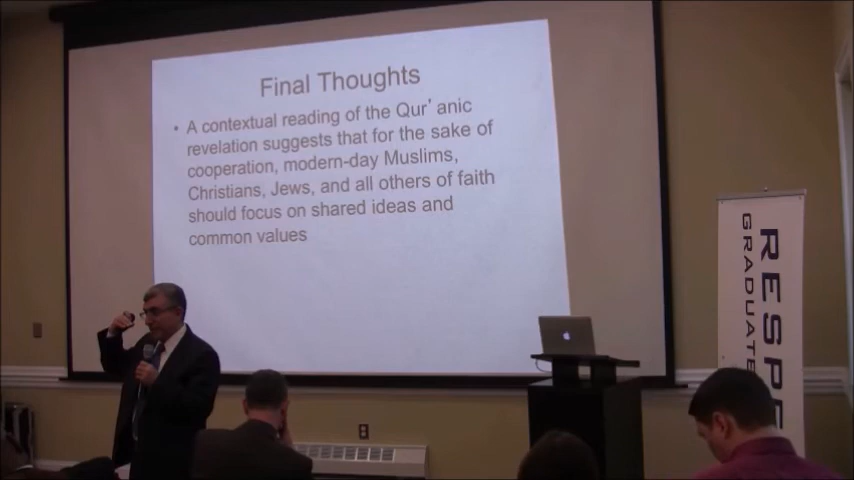 Final Thoughts
• A contextual reading of the Qur' anic
revelation suggests that for the sake of
cooperation, modern-day Muslims,
Christians, Jews, and all others of faith
should focus on shared ideas and
common values
RESPE
GRADUATE